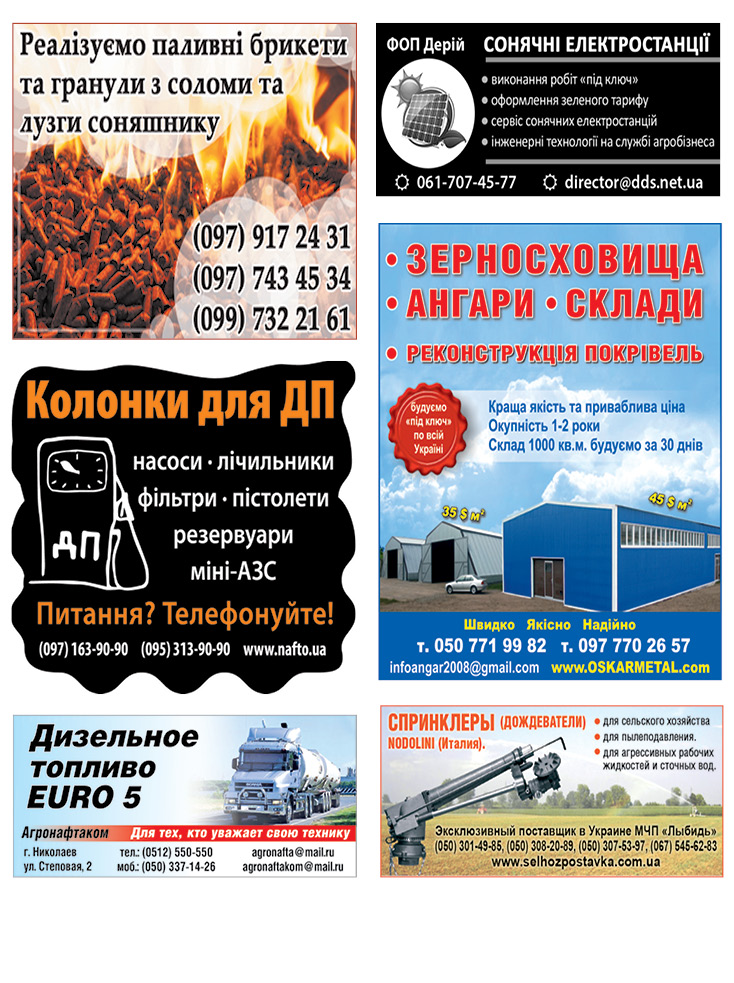 Реалізуємо паливні брикети
та гранули з соломи та
лузги соняшнику
(097) 917 24 31
(097) 743 45 34
(099) 732 21 61
ФОП Дерій СОНЯЧНІ ЕЛЕКТРОСТАНЦІЇ
• виконання робіт «під ключ»
• оформлення зеленого тарифу
• сервіс сонячних електростанцій
• інженерні технології на службі агробізнеса
061-707-45-77 director@dds.net.ua
• ЗЕРНОСХОВИЩА
• АНГАРИ • СКЛАДИ
• РЕКОНСТРУКЦІЯ ПОКРІВЕЛЬ
будуємо
«під ключ»
по всій
Україні
Краща якість та приваблива ціна
Окупність 1-2 роки
Склад 1000 кв.м. будуємо за 30 днів
35 $ м²
45 $ м²
Швидко Якісно Надійно
т. 050 771 99 82 т. 097 770 26 57
infoangar2008@gmail.com www.OSKARMETAL.com
Колонки для ДП
насоси · лічильники
фільтри · пістолети
резервуари
міні-АЗС
ДП
Питання? Телефонуйте!
(097) 163-90-90 (095) 313-90-90 www.nafto.ua
Дизельное
топливо
EURO 5
Агронафтаком Для тех, кто уважает свою технику
г. Николаев тел.: (0512) 550-550 agronafta@mail.ru
ул. Степовая, 2 моб.: (050) 337-14-26 agronaftakom@mail.ru
СПРИНКЛЕРЫ (ДОЖДЕВАТЕЛИ)
NODOLINI (Италия).
• для сельского хозяйства
• для пылеподавления.
• для агрессивных рабочих
жидкостей и сточных вод.
Эксклюзивный поставщик в Украине МЧП «Лыбидь»
(050) 301-49-85, (050) 308-20-89, (050) 307-53-97, (067) 545-62-83
www.selhozpostavka.com.ua